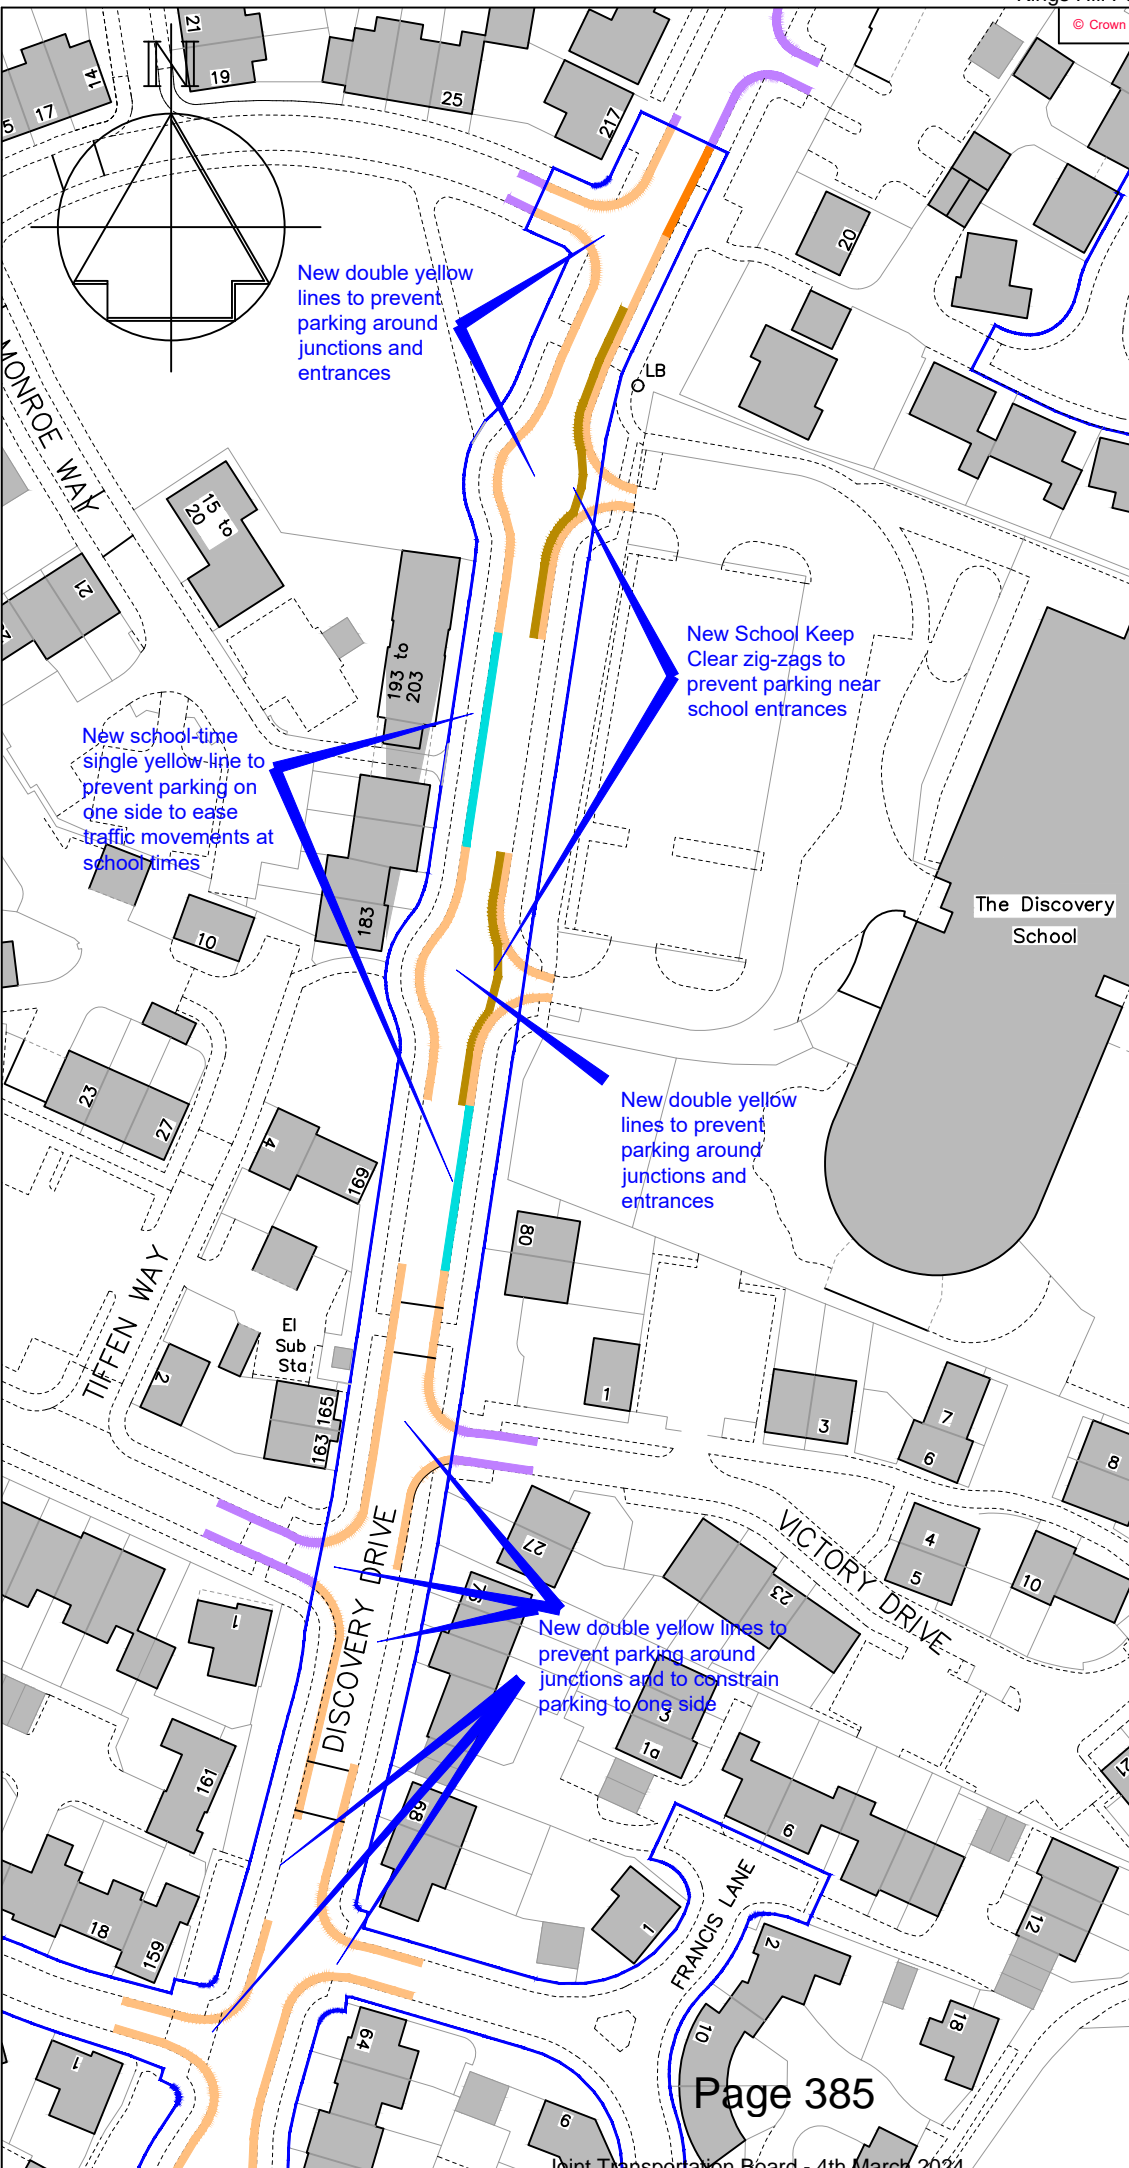 © Crown
21
19
14
17
5
N
25
217
20
New double yellow
lines to prevent
parking around
junctions and
entrances
LB
MONROE WAY
15 to
20
21
193 to
203
New School Keep
Clear zig-zags to
prevent parking near
school entrances
New school-time
single yellow line to
prevent parking on
one side to ease
traffic movements at
school times
183
10
The Discovery
School
23
27
4
169
New double yellow
lines to prevent
parking around
junctions and
entrances
80
TIFFEN WAY
El
Sub
Sta
2
165
163
1
3
7
6
8
VICTORY DRIVE
4
5
10
27
23
DISCOVERY DRIVE
1
New double yellow lines to
prevent parking around
junctions and to constrain
parking to one side
3
1a
161
68
9
FRANCIS LANE
12
18
159
1
2
10
18
64
1
6
Page 385
Joint Transportation Board - 4th March 2024